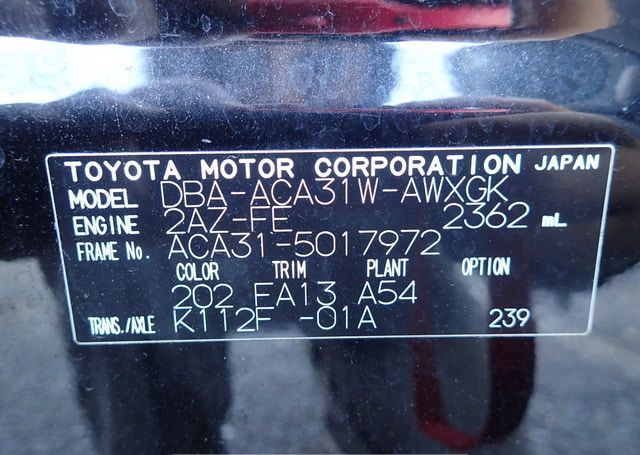 TOYOTA MOTOR CORPORATION JAPAN
MODEL DBA-ACA31W-AWXGK
ENGINE 2AZ-FE 2362 mL
FRAME No. ACA31-5017972
COLOR TRIM PLANT OPTION
202 FA13 A54
TRANS./AXLE K112F -01A 239